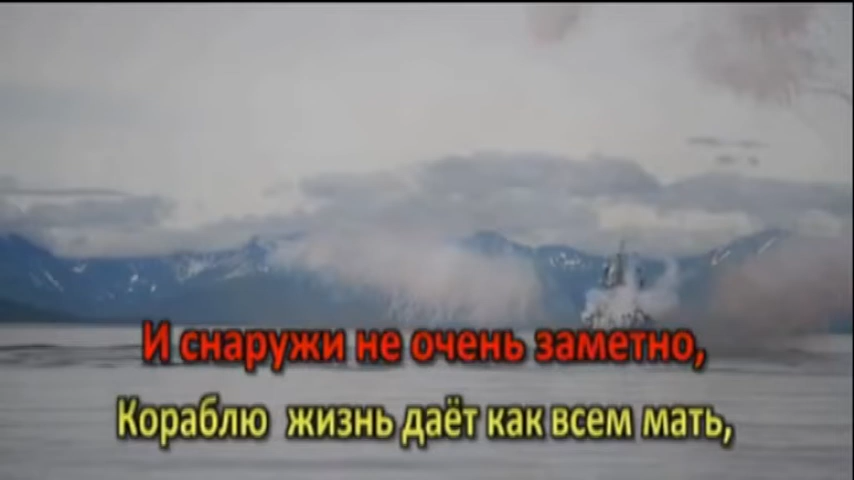 И снаружи не очень заметно,
Кораблю жизнь даёт как всем мать,